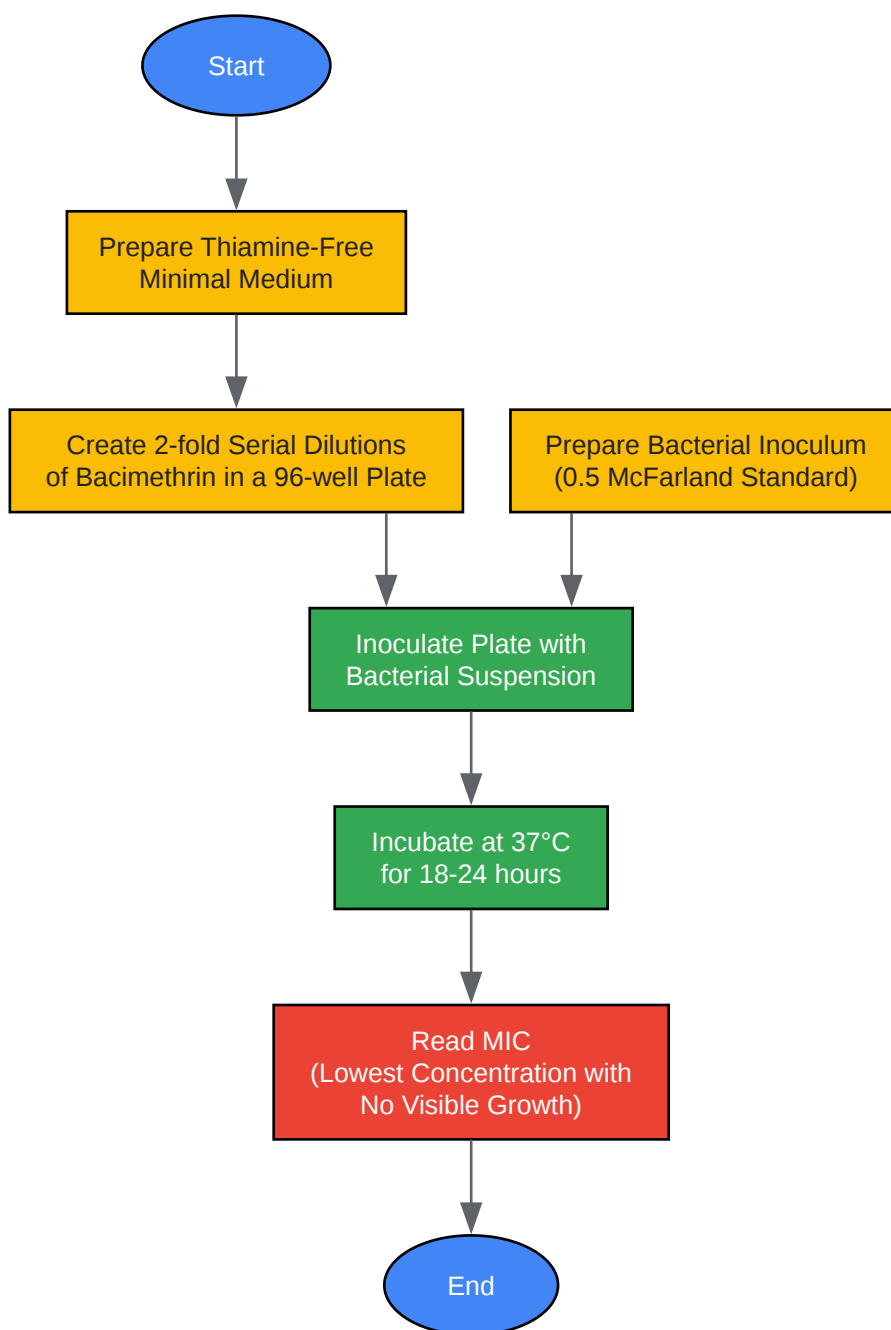 Start
Prepare Thiamine-Free
Minimal Medium
Create 2-fold Serial Dilutions
of Bacimethrin in a 96-well Plate
Prepare Bacterial Inoculum
(0.5 McFarland Standard)
Inoculate Plate with
Bacterial Suspension
Incubate at 37°C
for 18-24 hours
Read MIC
(Lowest Concentration with
No Visible Growth)
End